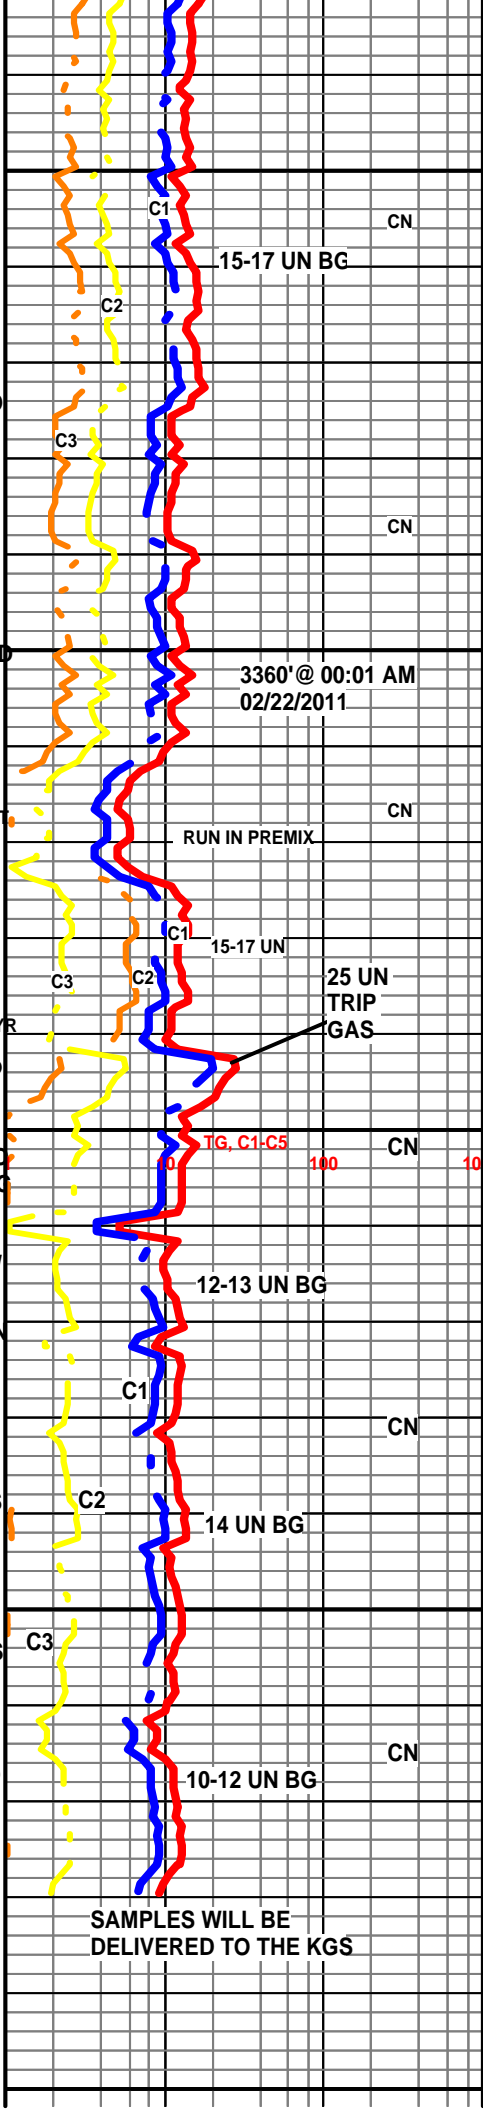 C1
CN
15-17 UN BG
C2
C3
CN
D
3360'@ 00:01 AM
02/22/2011
CN
RUN IN PREMIX
C1
15-17 UN
C3
C2
25 UN
TRIP
GAS
TG, C1-C5
CN
10
100
10
12-13 UN BG
C1
CN
C2
14 UN BG
C3
CN
10-12 UN BG
SAMPLES WILL BE
DELIVERED TO THE KGS